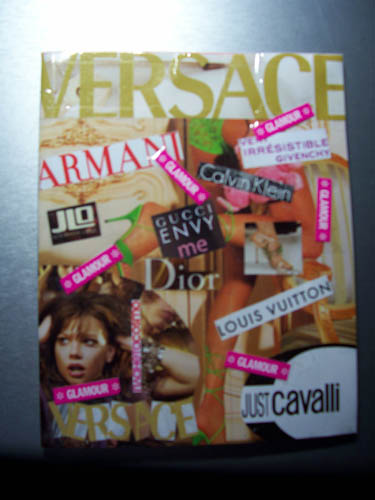 VERSACE
* GLAMOUR *
ARMANI
VE
IRRÉSISTIBLE
GIVENCHY
* GLAMOUR *
Calvin Klein
* GLAMOUR *
JLO
GUCCI
ENVY
me
* GLAMOUR *
Dior
LOUIS VUITTON
* GLAMOUR *
* GLAMOUR *
VERSACE
JUST cavalli